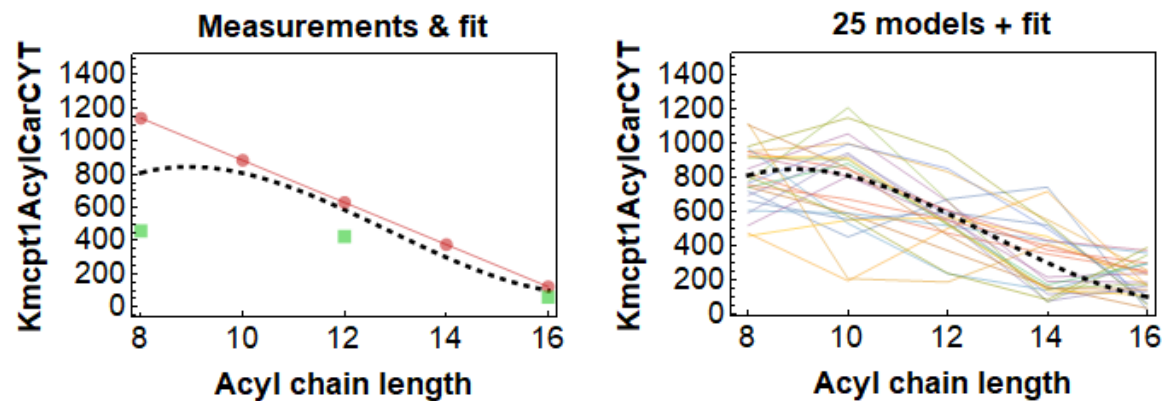 Measurements & fit
Kmcpt1AcylCarCYT
1400
1200
1000
800
600
400
200
0
8 10 12 14 16
Acyl chain length
25 models + fit
Kmcpt1AcylCarCYT
1400
1200
1000
800
600
400
200
0
8 10 12 14 16
Acyl chain length